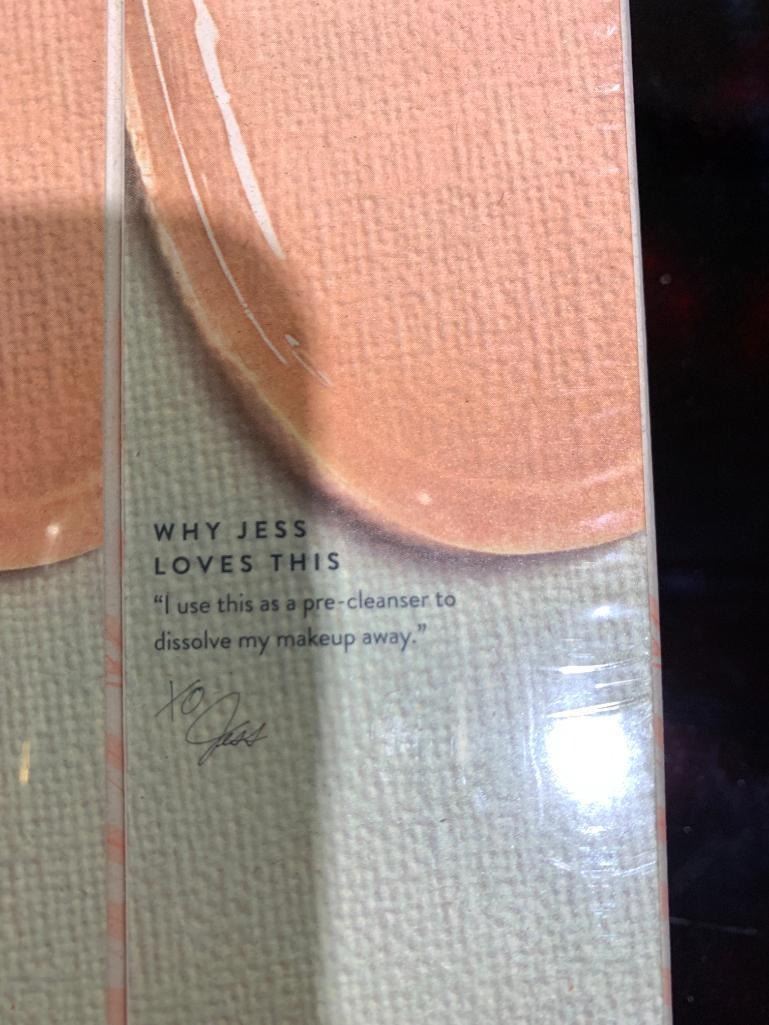 WHY JESS
LOVES THIS
“I use this as a pre-cleanser to
dissolve my makeup away.”
XO
Jess